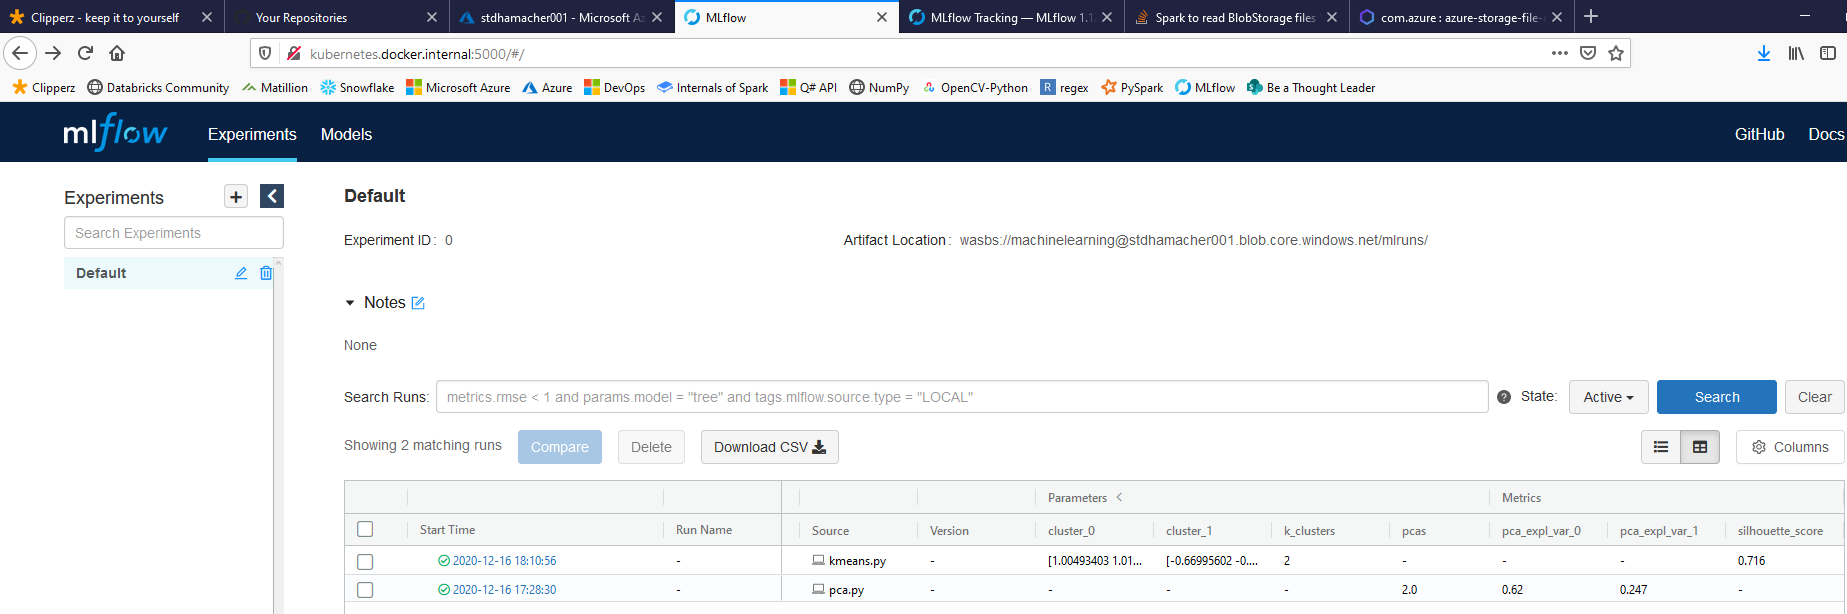 Clipperz - keep it to yourself
Your Repositories
stdhamacher001 - Microsoft Az
MLflow
MLflow Tracking — MLflow 1.1
Spark to read BlobStorage files
com.azure : azure-storage-file-
kubernetes.docker.internal:5000/#/
Clipperz Databricks Community Matillion Snowflake Microsoft Azure Azure DevOps Internals of Spark Q# API NumPy OpenCV-Python regex PySpark MLflow Be a Thought Leader
mlflow Experiments Models GitHub Docs
Experiments
Search Experiments
Default
Default
Experiment ID: 0 Artifact Location: wasbs://machinelearning@stdhamacher001.blob.core.windows.net/mlruns/
Notes
None
Search Runs: metrics.rmse < 1 and params.model = "tree" and tags.mlflow.source.type = "LOCAL" ? State: Active Search Clear
Showing 2 matching runs Compare Delete Download CSV Columns
Parameters < Metrics
Start Time Run Name Source Version cluster_0 cluster_1 k_clusters pcas pca_expl_var_0 pca_expl_var_1 silhouette_score
2020-12-16 18:10:56 - kmeans.py - [1.00493403 1.01... [-0.66995602 -0.... 2 - - - 0.716
2020-12-16 17:28:30 - pca.py - - - - 2.0 0.62 0.247 -